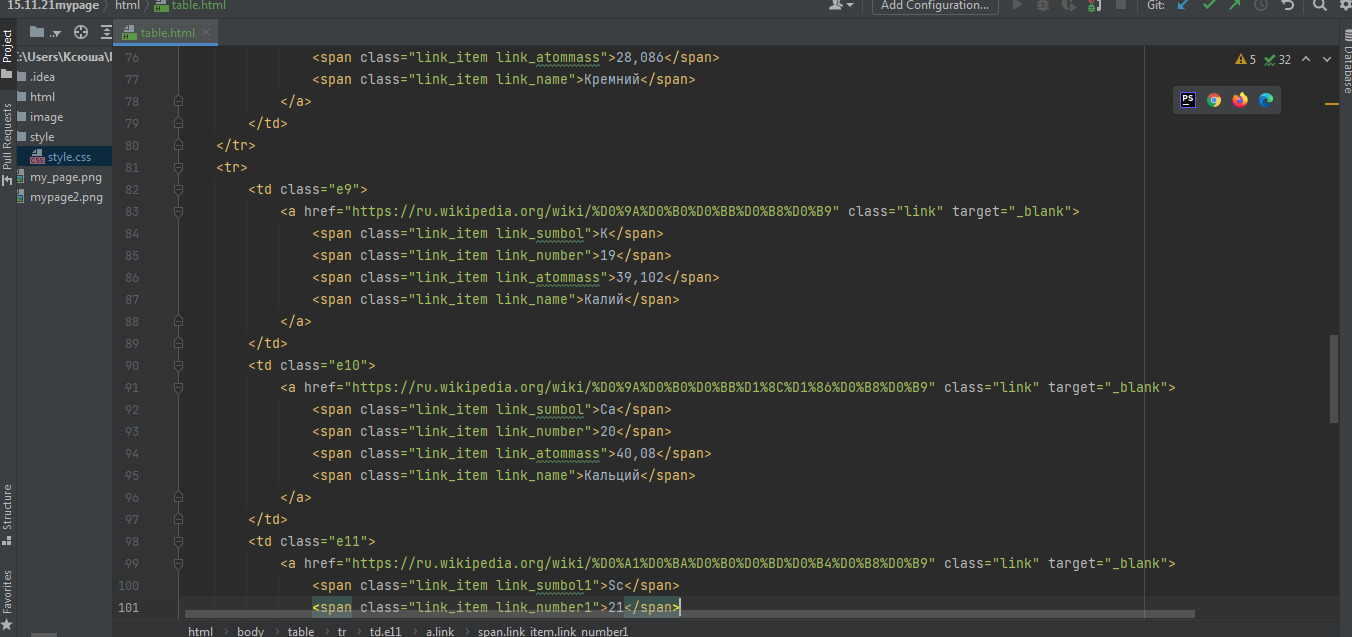 15.11.21mypage html table.html Add Configuration... Git:
Project table.html
:\Users\Ксюша\
.idea
html
image
style
style.css
my_page.png
mypage2.png
Pull Requests
Structure
Favorites
Database
5 32
PS
76 <span class="link_item link_atommass">28,086</span>
77 <span class="link_item link_name">Кремний</span>
78 </a>
79 </td>
80 </tr>
81 <tr>
82 <td class="e9">
83 <a href="https://ru.wikipedia.org/wiki/%D0%9A%D0%B0%D0%BB%D0%B8%D0%B9" class="link" target="_blank">
84 <span class="link_item link_sumbol">K</span>
85 <span class="link_item link_number">19</span>
86 <span class="link_item link_atommass">39,102</span>
87 <span class="link_item link_name">Калий</span>
88 </a>
89 </td>
90 <td class="e10">
91 <a href="https://ru.wikipedia.org/wiki/%D0%9A%D0%B0%D0%BB%D1%8C%D1%86%D0%B8%D0%B9" class="link" target="_blank">
92 <span class="link_item link_sumbol">Ca</span>
93 <span class="link_item link_number">20</span>
94 <span class="link_item link_atommass">40,08</span>
95 <span class="link_item link_name">Кальций</span>
96 </a>
97 </td>
98 <td class="e11">
99 <a href="https://ru.wikipedia.org/wiki/%D0%A1%D0%BA%D0%B0%D0%BD%D0%B4%D0%B8%D0%B9" class="link" target="_blank">
100 <span class="link_item link_sumbol1">Sc</span>
101 <span class="link_item link_number1">21</span>
html body table tr td.e11 a.link span.link_item.link_number1